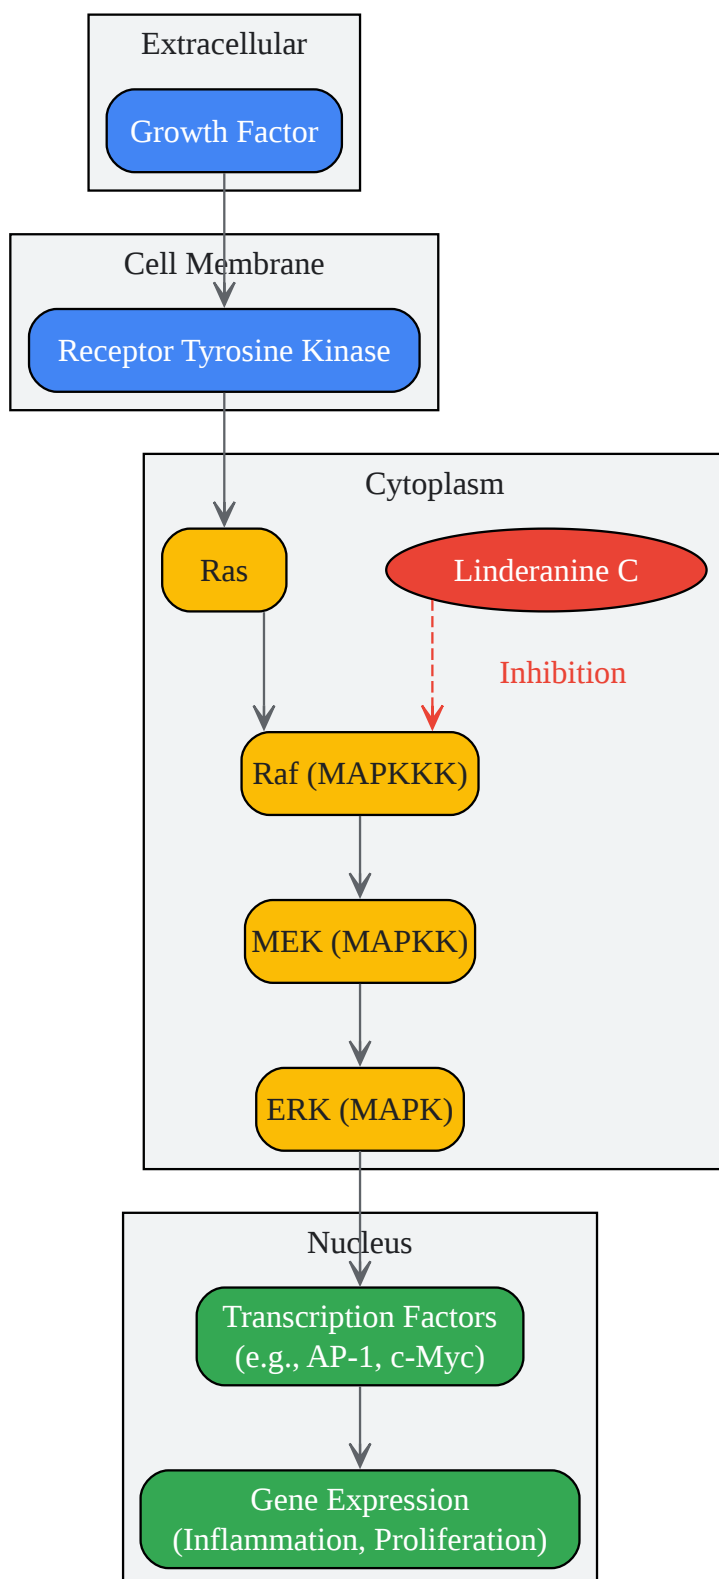 Extracellular
Growth Factor
Cell Membrane
Receptor Tyrosine Kinase
Cytoplasm
Ras
Linderanine C
Inhibition
Raf (MAPKKK)
MEK (MAPKK)
ERK (MAPK)
Nucleus
Transcription Factors
(e.g., AP-1, c-Myc)
Gene Expression
(Inflammation, Proliferation)